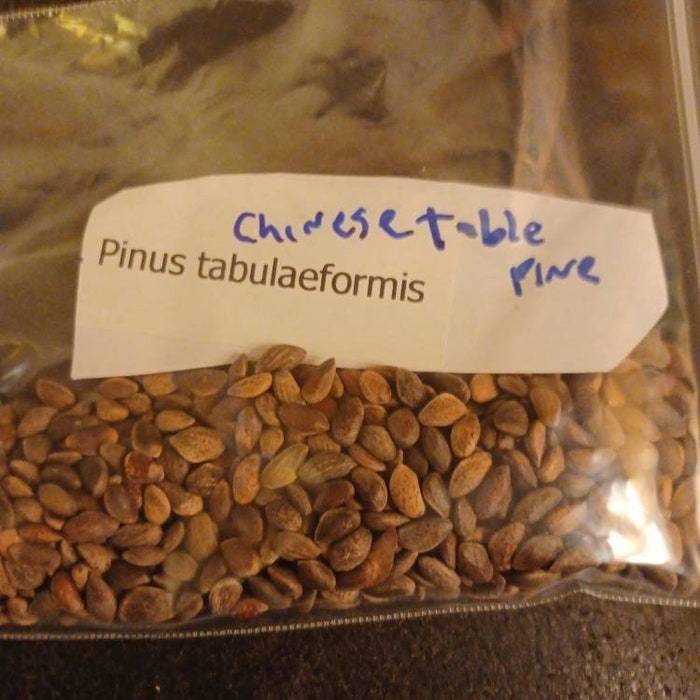 Chinese table
Pine
Pinus tabulaeformis